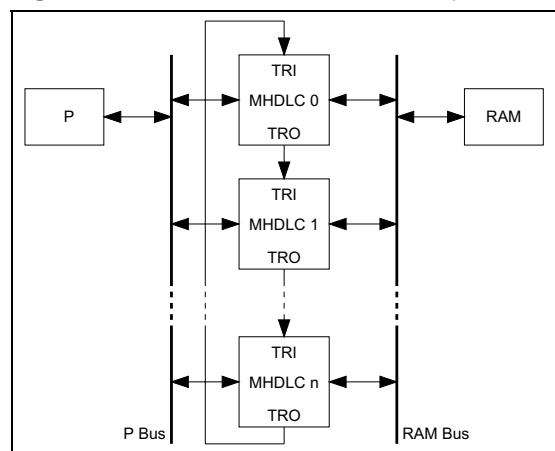 TRI
P
MHDLC 0
RAM
TRO
TRI
MHDLC 1
TRO
TRI
MHDLC n
TRO
P Bus
RAM Bus